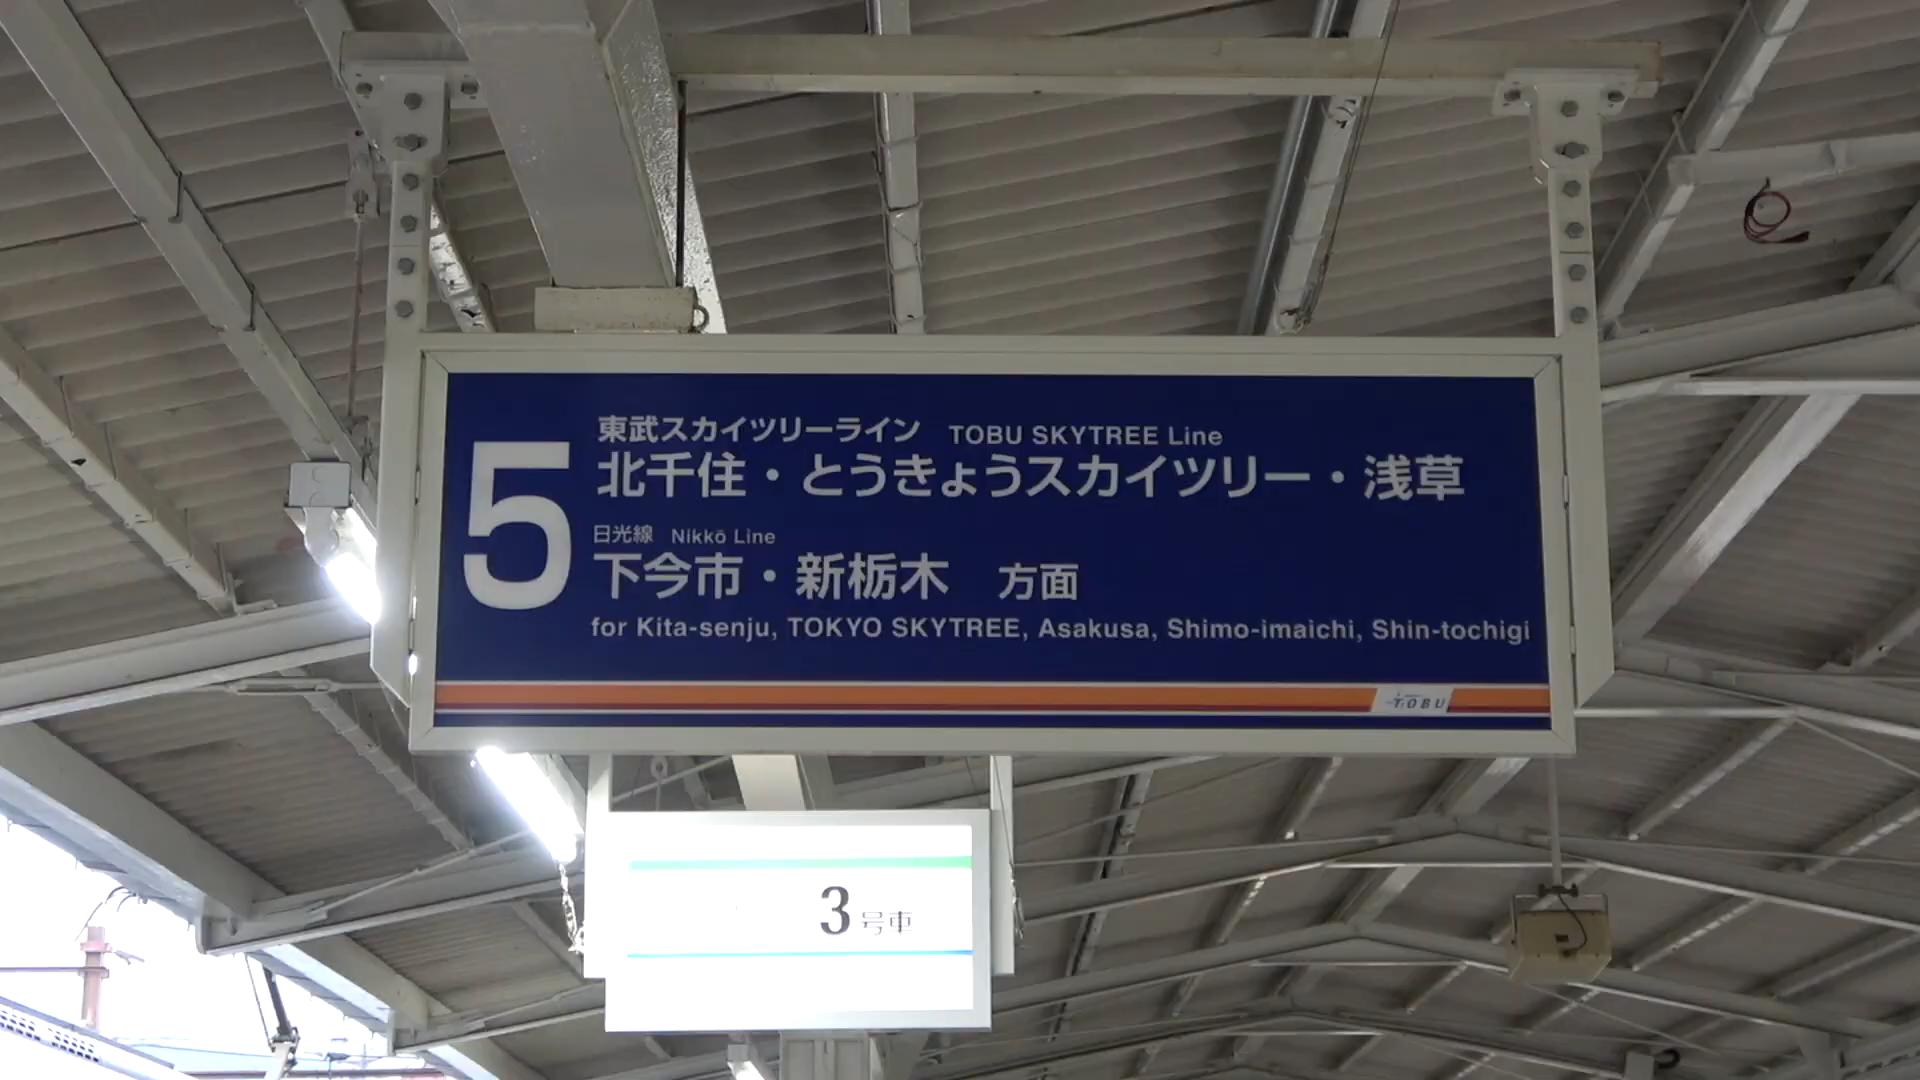 5
東武スカイツリーライン TOBU SKYTREE Line
北千住・とうきょうスカイツリー・浅草
日光線 Nikkō Line
下今市・新栃木 方面
for Kita-senju, TOKYO SKYTREE, Asakusa, Shimo-imaichi, Shin-tochigi
TOBU
3号車